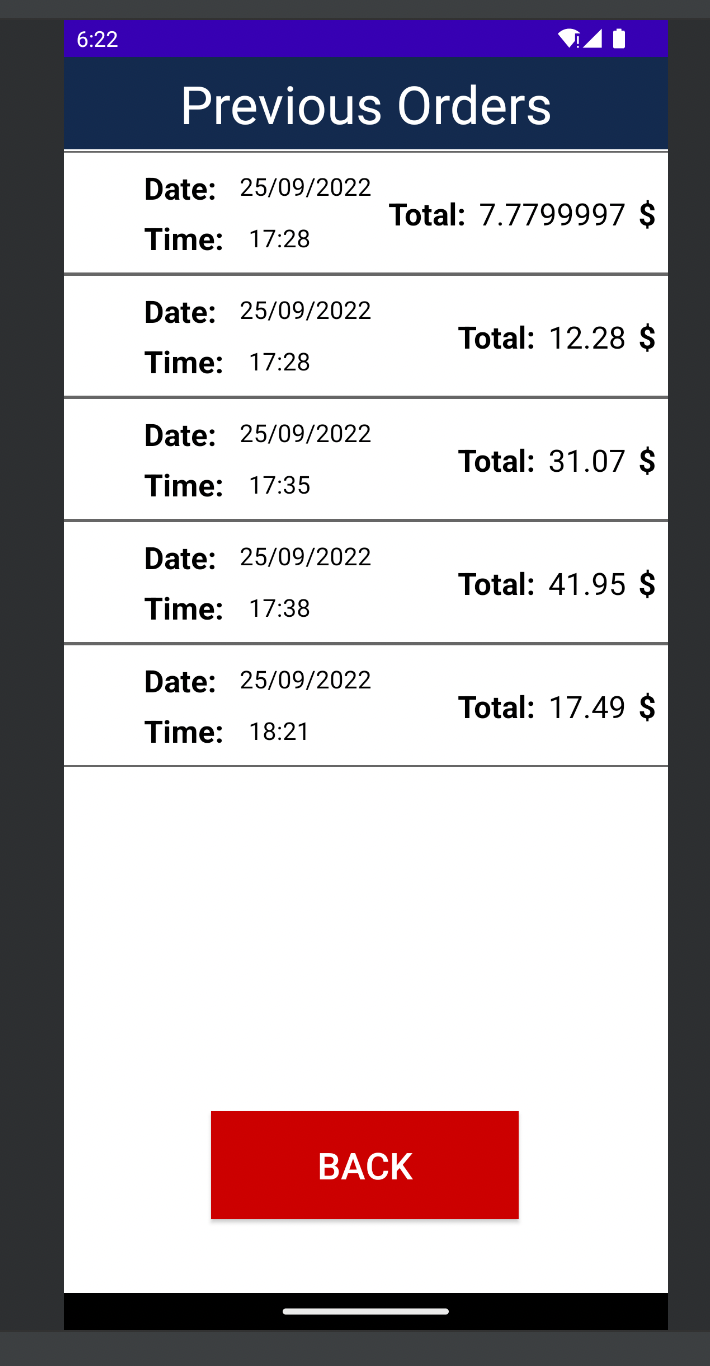 6:22
Previous Orders
Date: 25/09/2022
Time: 17:28
Total: 7.7799997 $
Date: 25/09/2022
Time: 17:28
Total: 12.28 $
Date: 25/09/2022
Time: 17:35
Total: 31.07 $
Date: 25/09/2022
Time: 17:38
Total: 41.95 $
Date: 25/09/2022
Time: 18:21
Total: 17.49 $
BACK